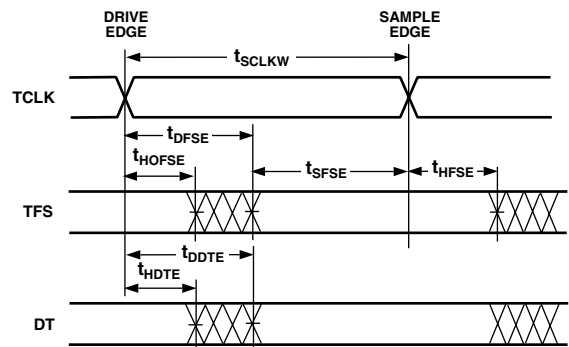 DRIVE EDGE
SAMPLE EDGE
tSCLKW
TCLK
tDFSE
tHOFSE
tSFSE
tHFSE
TFS
tDDTE
tHDTE
DT